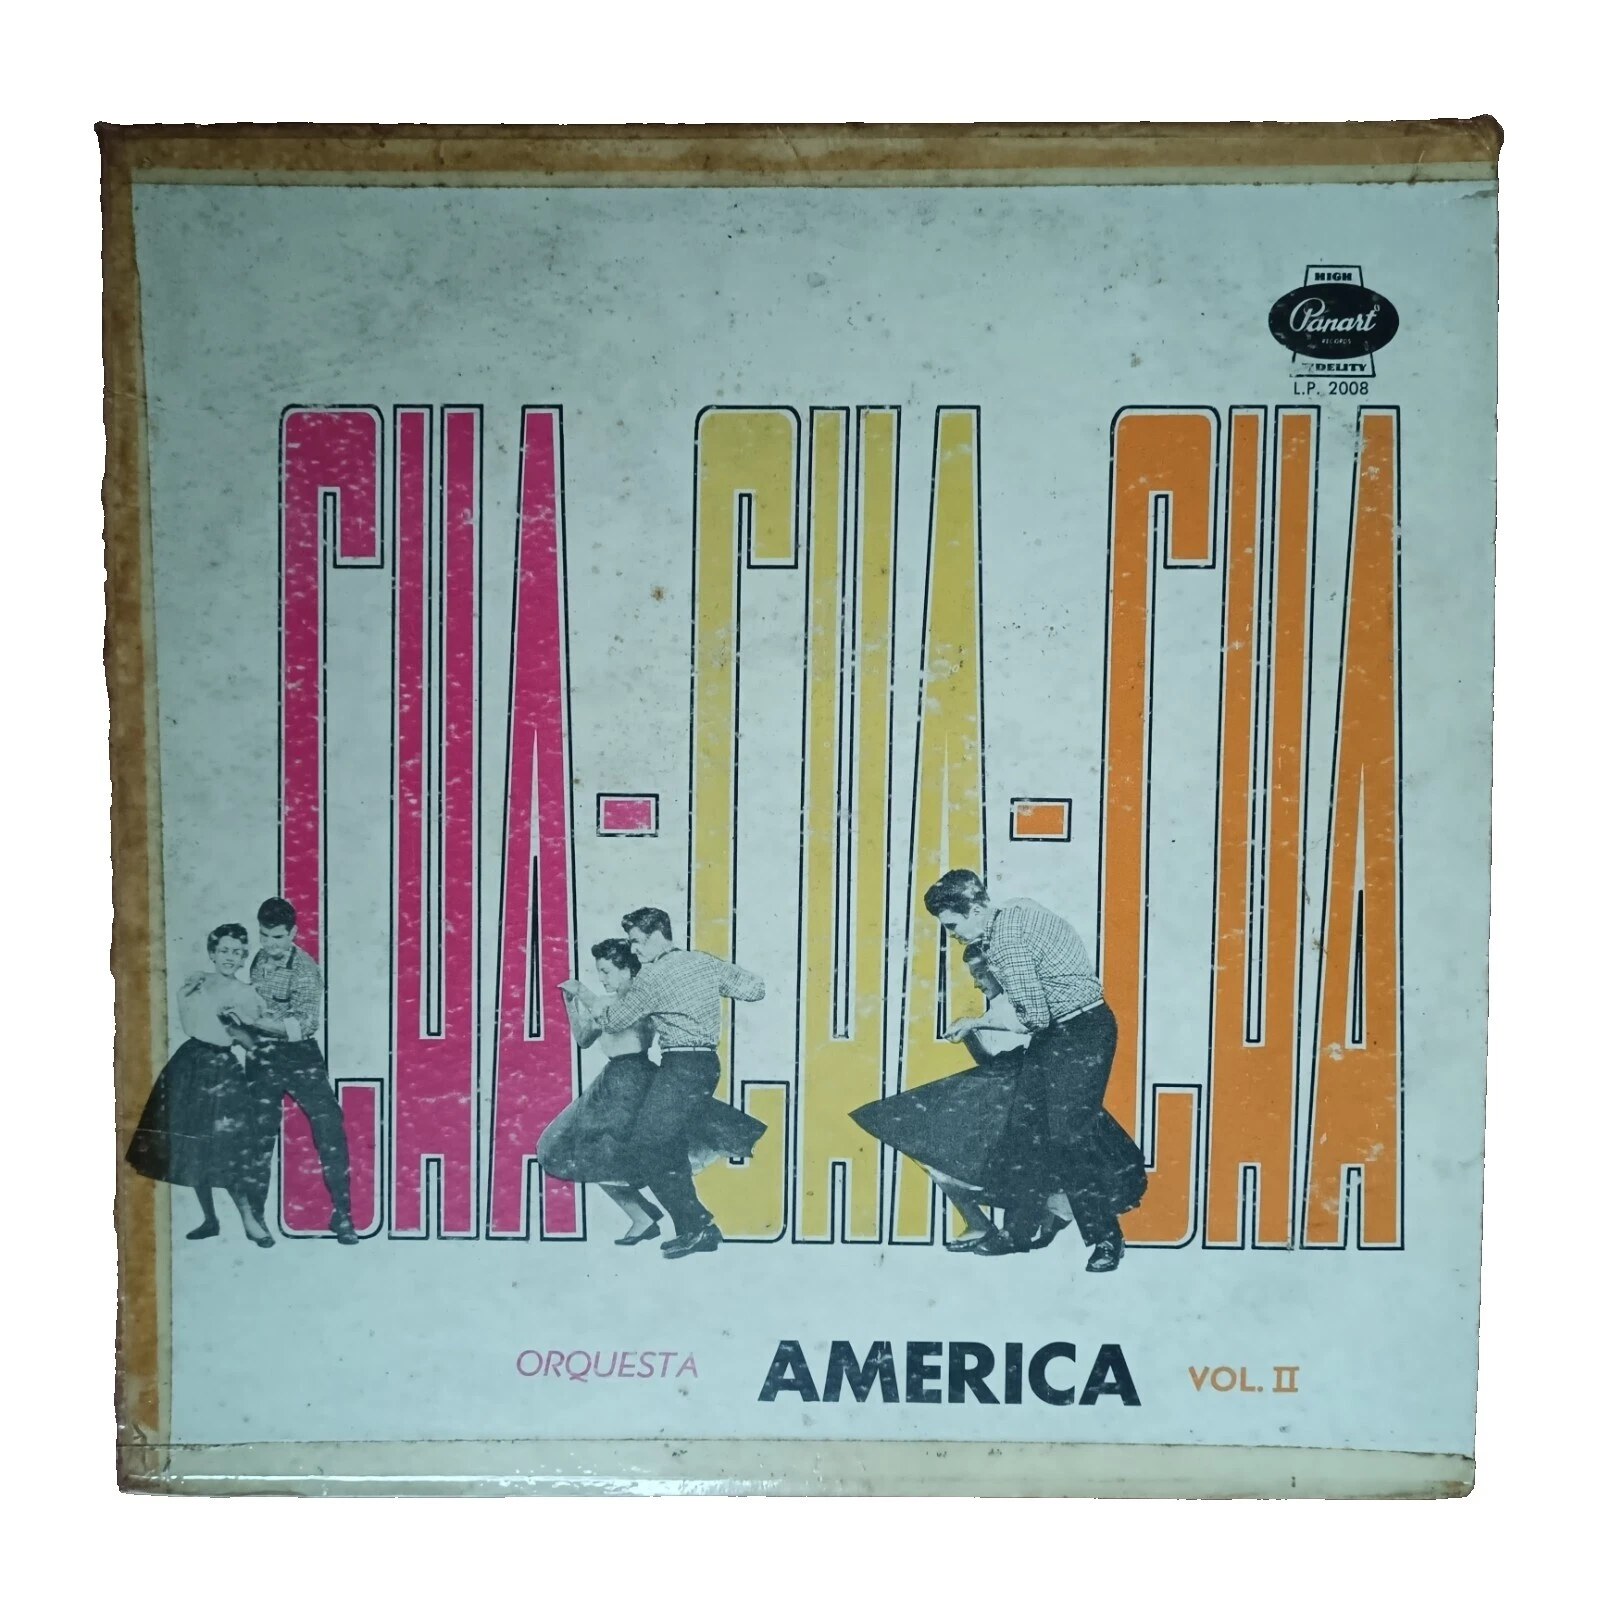 HIGH
Panart
RECORDS
FIDELITY
L.P. 2008
CHA-CHA-CHA
ORQUESTA AMERICA VOL. II